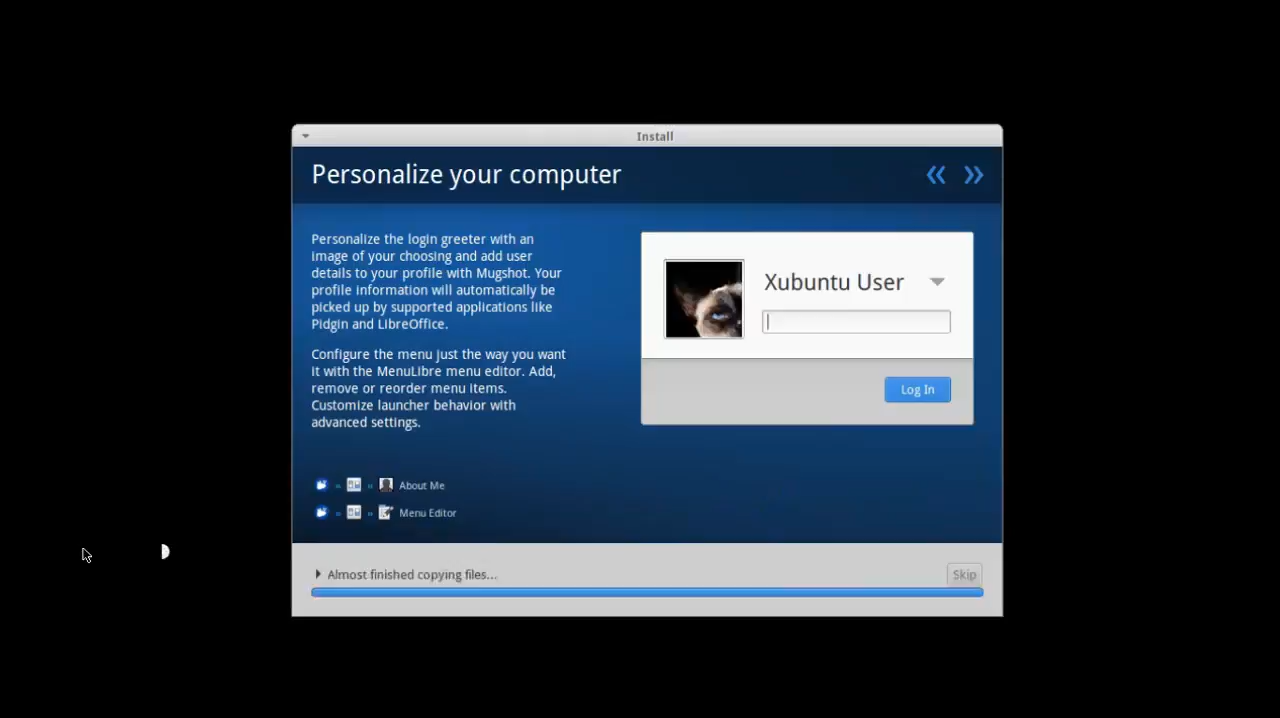 Install
Personalize your computer
Personalize the login greeter with an
image of your choosing and add user
details to your profile with Mugshot. Your
profile information will automatically be
picked up by supported applications like
Pidgin and LibreOffice.
Configure the menu just the way you want
it with the MenuLibre menu editor. Add,
remove or reorder menu items.
Customize launcher behavior with
advanced settings.
Xubuntu User
Log In
About Me
Menu Editor
Almost finished copying files...
Skip